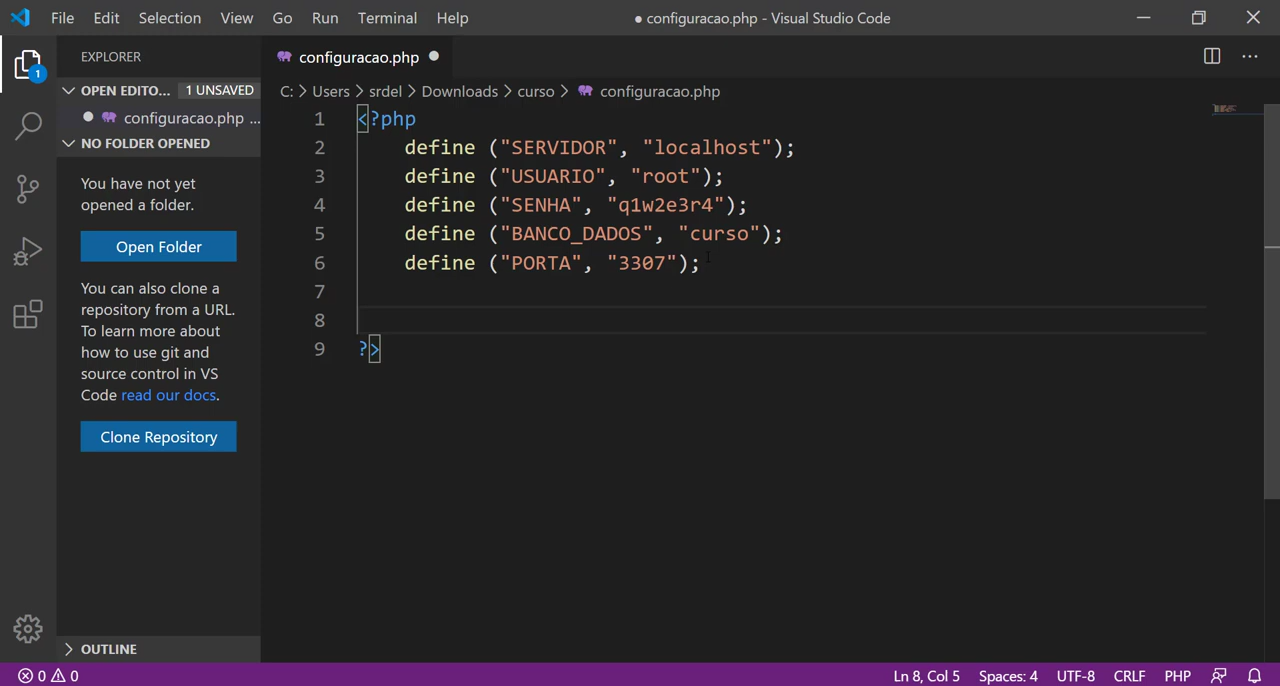 File Edit Selection View Go Run Terminal Help ● configuracao.php - Visual Studio Code
EXPLORER
configuracao.php ●
OPEN EDITO... 1 UNSAVED
● configuracao.php ...
NO FOLDER OPENED
You have not yet
opened a folder.
Open Folder
You can also clone a
repository from a URL.
To learn more about
how to use git and
source control in VS
Code read our docs.
Clone Repository
OUTLINE
C: > Users > srdel > Downloads > curso > configuracao.php
1 <?php
2 define ("SERVIDOR", "localhost");
3 define ("USUARIO", "root");
4 define ("SENHA", "q1w2e3r4");
5 define ("BANCO_DADOS", "curso");
6 define ("PORTA", "3307");
7
8
9 ?>
1
0 0 Ln 8, Col 5 Spaces: 4 UTF-8 CRLF PHP